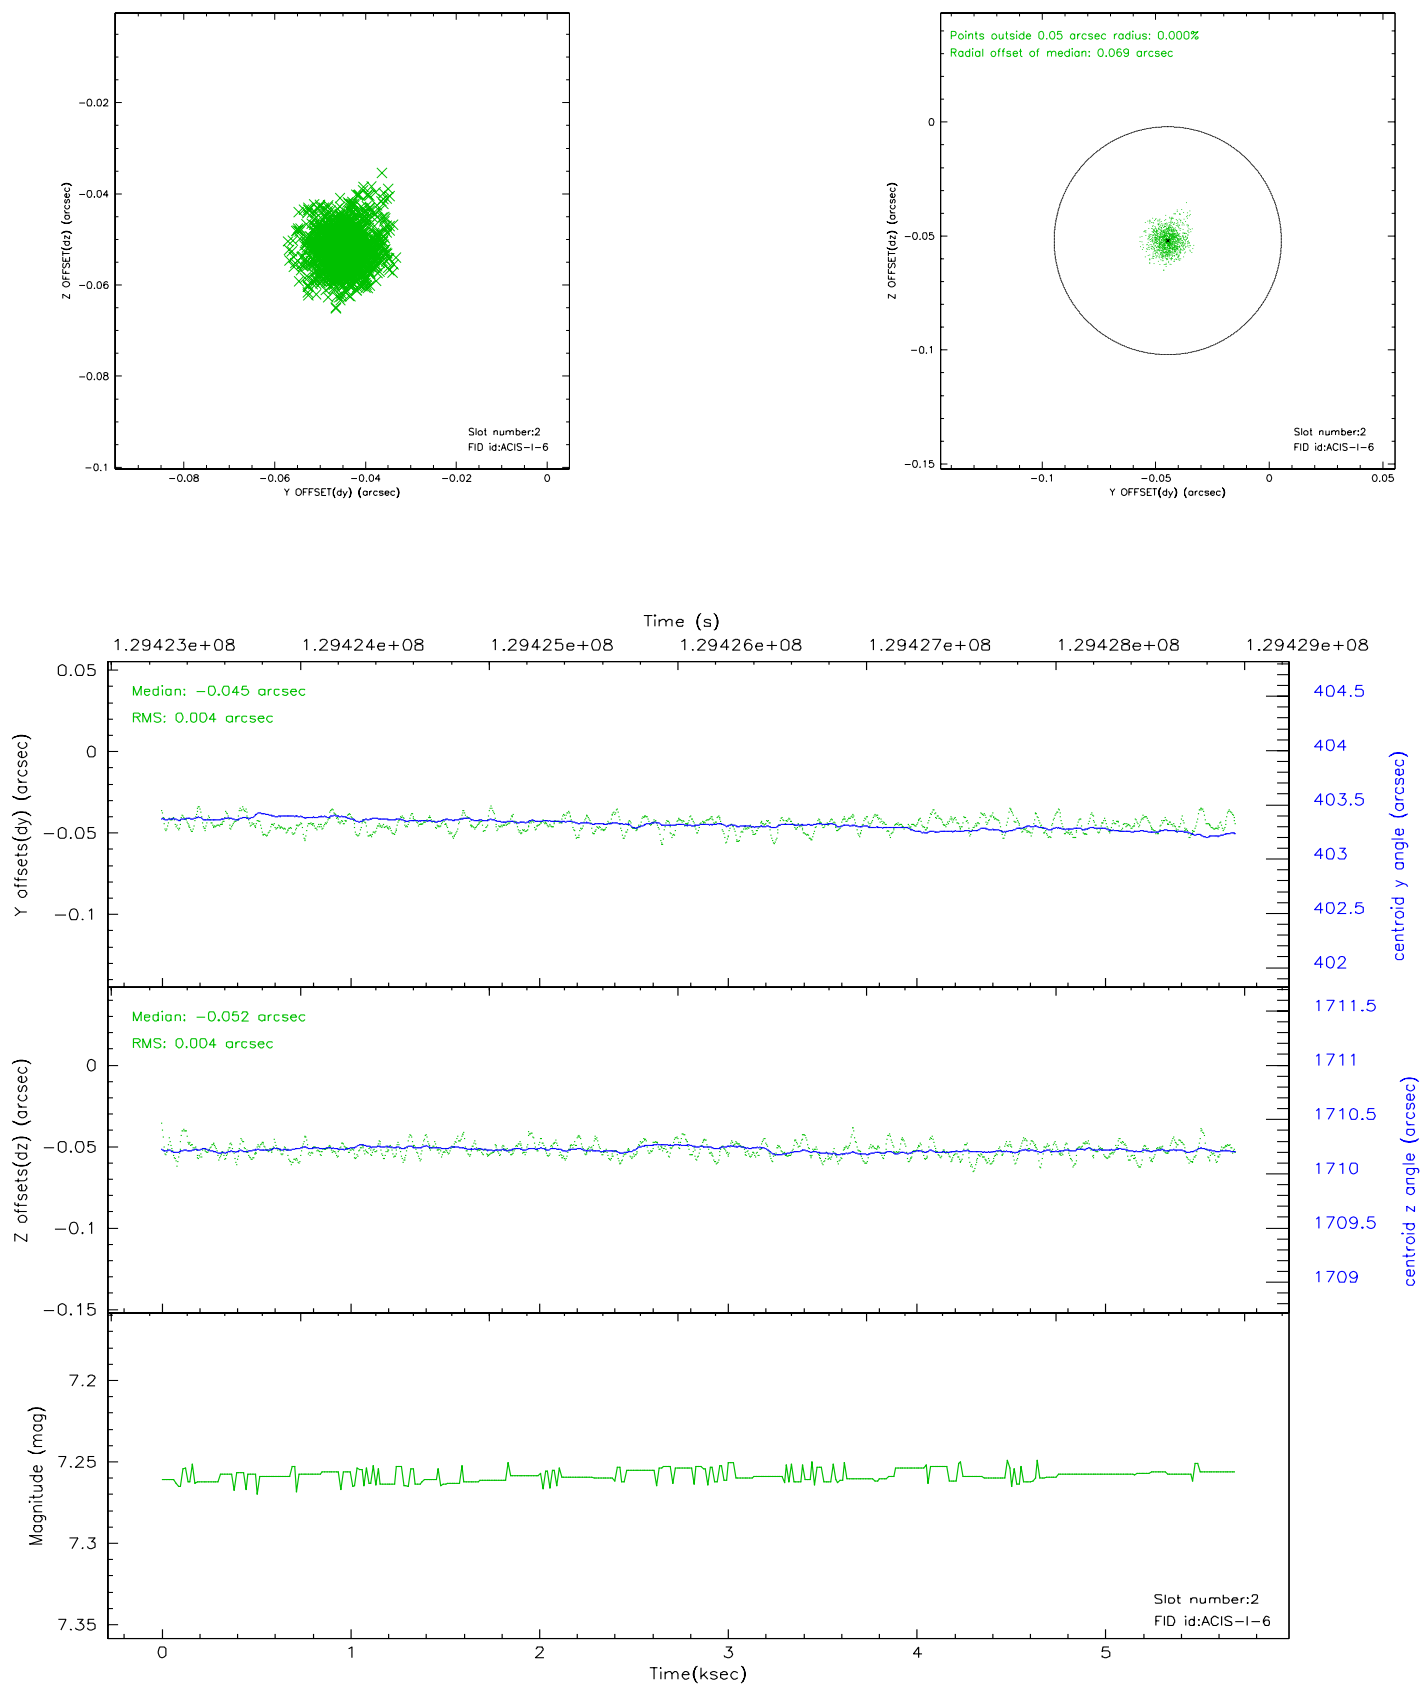 -0.02
-0.04
-0.06
-0.08
-0.1
Z OFFSET(dz) (arcsec)
Slot number:2
FID id:ACIS-I-6
-0.08 -0.06 -0.04 -0.02 0
Y OFFSET(dy) (arcsec)
Points outside 0.05 arcsec radius: 0.000%
Radial offset of median: 0.069 arcsec
0
-0.05
-0.1
-0.15
Z OFFSET(dz) (arcsec)
Slot number:2
FID id:ACIS-I-6
-0.1 -0.05 0 0.05
Y OFFSET(dy) (arcsec)
Time (s)
1.29423e+08 1.29424e+08 1.29425e+08 1.29426e+08 1.29427e+08 1.29428e+08 1.29429e+08
Median: -0.045 arcsec
RMS: 0.004 arcsec
0.05
0
-0.05
-0.1
Y offsets(dy) (arcsec)
404.5
404
403.5
403
402.5
402
centroid y angle (arcsec)
Median: -0.052 arcsec
RMS: 0.004 arcsec
0
-0.05
-0.1
-0.15
Z offsets(dz) (arcsec)
1711.5
1711
1710.5
1710
1709.5
1709
centroid z angle (arcsec)
7.2
7.25
7.3
7.35
Magnitude (mag)
Slot number:2
FID id:ACIS-I-6
0 1 2 3 4 5
Time(ksec)